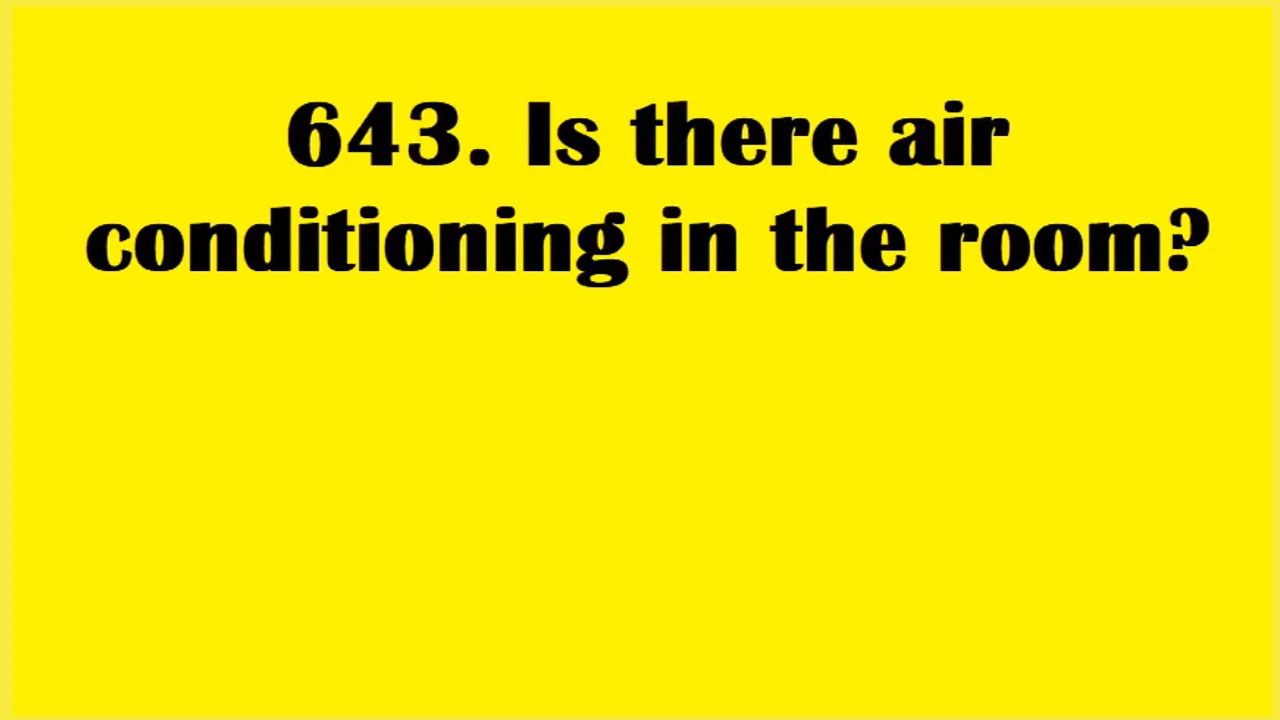 643. Is there air
conditioning in the room?